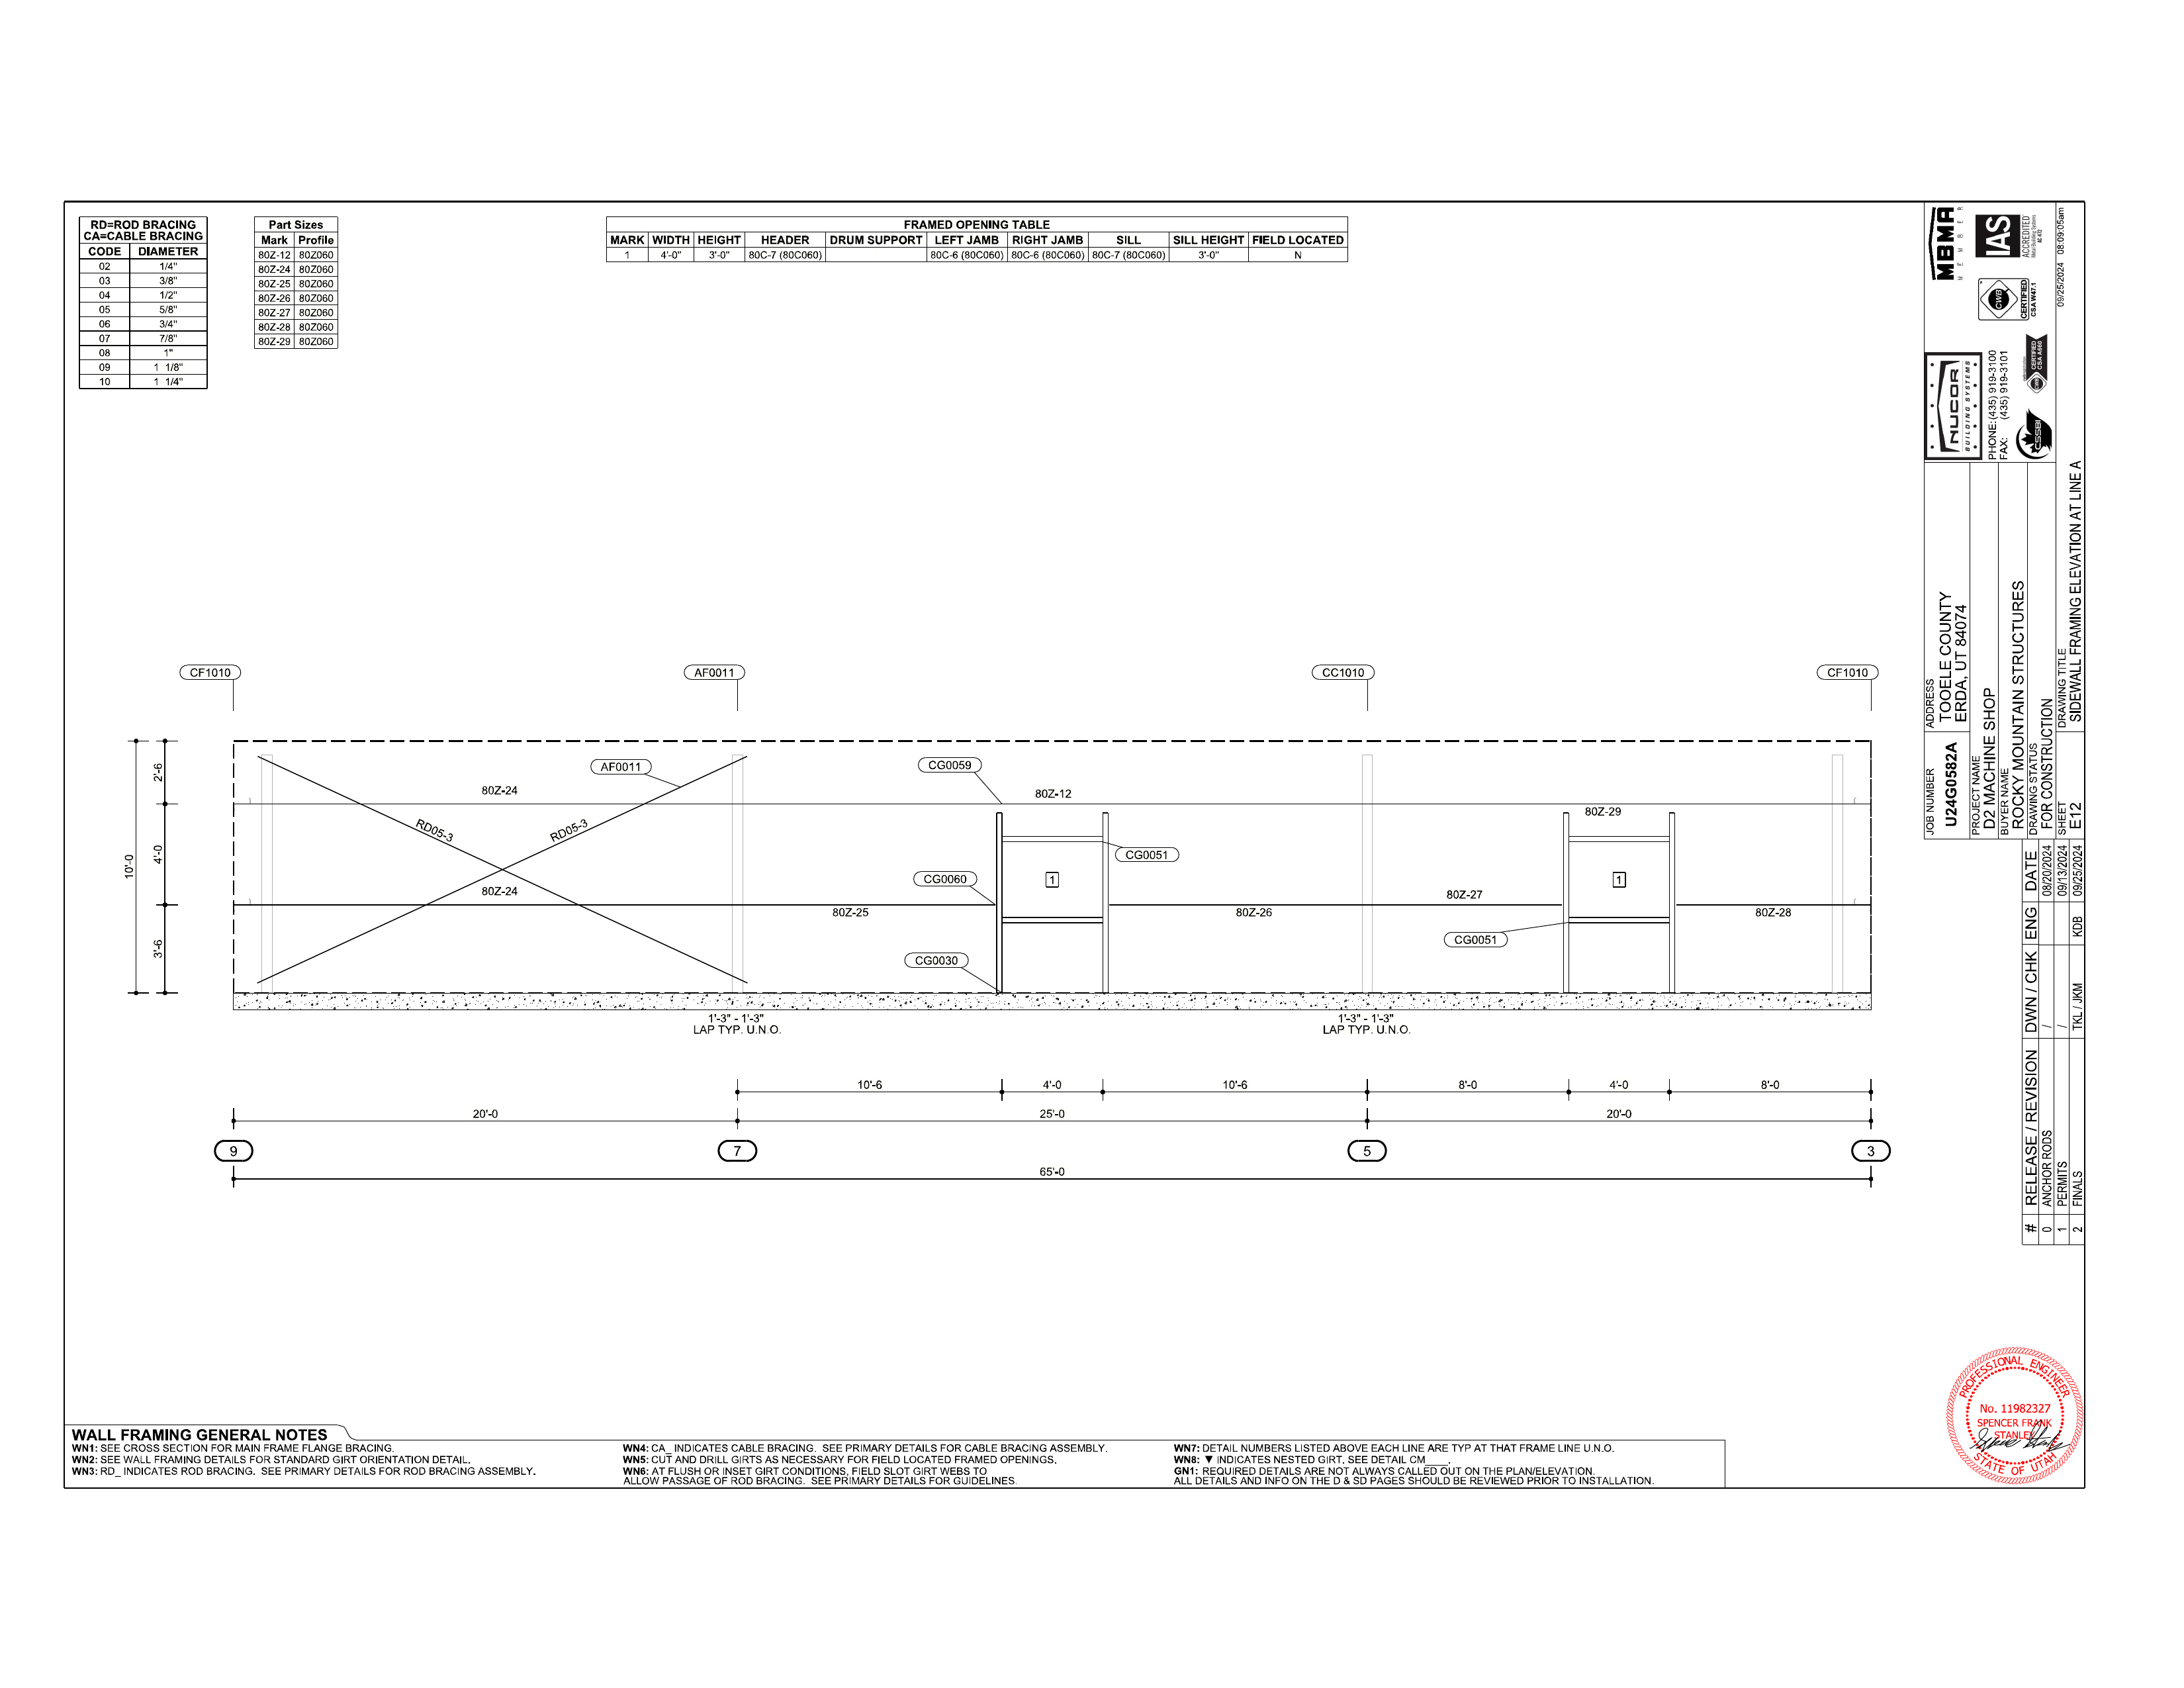 RD=ROD BRACING
CA=CABLE BRACING
CODE DIAMETER
02 1/4"
03 3/8"
04 1/2"
05 5/8"
06 3/4"
07 7/8"
08 1"
09 1 1/8"
10 1 1/4"
Part Sizes
Mark Profile
80Z-12 80Z060
80Z-24 80Z060
80Z-25 80Z060
80Z-26 80Z060
80Z-27 80Z060
80Z-28 80Z060
80Z-29 80Z060
FRAMED OPENING TABLE
MARK WIDTH HEIGHT HEADER DRUM SUPPORT LEFT JAMB RIGHT JAMB SILL SILL HEIGHT FIELD LOCATED
1 4'-0" 3'-0" 80C-7 (80C060) 80C-6 (80C060) 80C-6 (80C060) 80C-7 (80C060) 3'-0" N
CF1010 AF0011 CC1010 CF1010
AF0011 CG0059
2'-6 80Z-24 80Z-12
80Z-29
RD05-3 RD05-3
10'-0 4'-0 CG0051
CG0060 1 1
80Z-24 80Z-27
80Z-25 80Z-26 80Z-28
3'-6 CG0051
CG0030
1'-3" - 1'-3" 1'-3" - 1'-3"
LAP TYP. U.N.O. LAP TYP. U.N.O.
10'-6 4'-0 10'-6 8'-0 4'-0 8'-0
20'-0 25'-0 20'-0
9 7 5 3
65'-0
WALL FRAMING GENERAL NOTES
WN1: SEE CROSS SECTION FOR MAIN FRAME FLANGE BRACING.
WN2: SEE WALL FRAMING DETAILS FOR STANDARD GIRT ORIENTATION DETAIL.
WN3: RD_ INDICATES ROD BRACING. SEE PRIMARY DETAILS FOR ROD BRACING ASSEMBLY.
WN4: CA_ INDICATES CABLE BRACING. SEE PRIMARY DETAILS FOR CABLE BRACING ASSEMBLY.
WN5: CUT AND DRILL GIRTS AS NECESSARY FOR FIELD LOCATED FRAMED OPENINGS.
WN6: AT FLUSH OR INSET GIRT CONDITIONS, FIELD SLOT GIRT WEBS TO
ALLOW PASSAGE OF ROD BRACING. SEE PRIMARY DETAILS FOR GUIDELINES.
WN7: DETAIL NUMBERS LISTED ABOVE EACH LINE ARE TYP AT THAT FRAME LINE U.N.O.
WN8: ▼ INDICATES NESTED GIRT, SEE DETAIL CM____.
GN1: REQUIRED DETAILS ARE NOT ALWAYS CALLED OUT ON THE PLAN/ELEVATION.
ALL DETAILS AND INFO ON THE D & SD PAGES SHOULD BE REVIEWED PRIOR TO INSTALLATION.
MBMA
MEMBER
IAS
ACCREDITED
Metal Building Systems
AC 472
CWB
CERTIFIED
CSA W47.1
CWB
CERTIFIED
CSA A660
CSSBI
NUCOR
BUILDING SYSTEMS
PHONE: (435) 919-3100
FAX: (435) 919-3101
09/25/2024 08:09:05am
JOB NUMBER
U24G0582A
ADDRESS
TOOELE COUNTY
ERDA, UT 84074
PROJECT NAME
D2 MACHINE SHOP
BUYER NAME
ROCKY MOUNTAIN STRUCTURES
DRAWING STATUS
FOR CONSTRUCTION
SHEET
E12
DRAWING TITLE
SIDEWALL FRAMING ELEVATION AT LINE A
# RELEASE / REVISION DWN / CHK ENG DATE
0 ANCHOR RODS / 08/20/2024
1 PERMITS / 09/13/2024
2 FINALS TKL / JKM KDB 09/25/2024
PROFESSIONAL ENGINEER
No. 11982327
SPENCER FRANK
STANLEY
STATE OF UTAH